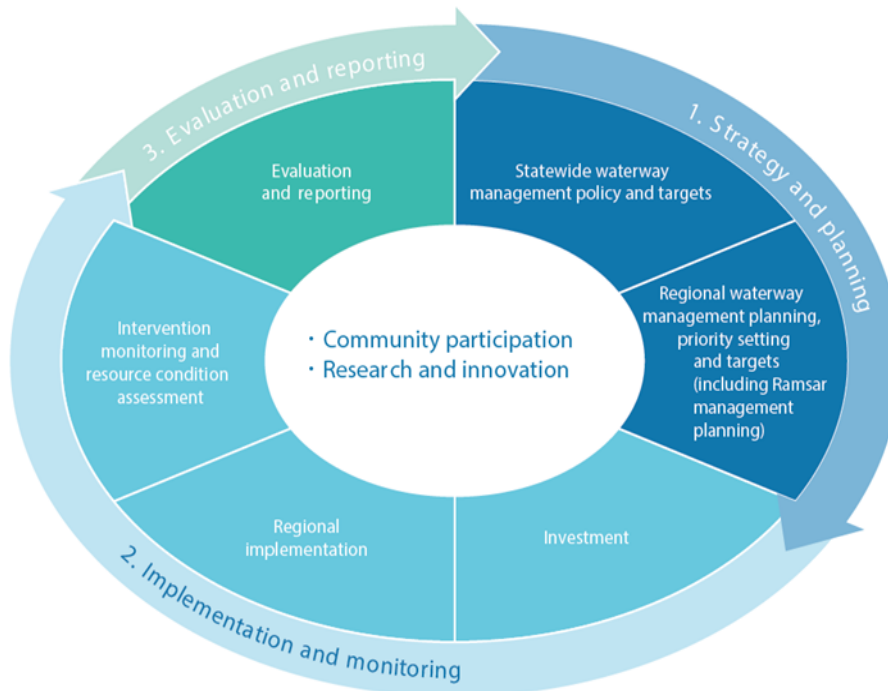 1. Strategy and planning
Statewide waterway
management policy and targets
Regional waterway
management planning,
priority setting
and targets
(including Ramsar
management
planning)
2. Implementation and monitoring
Investment
Regional
implementation
Intervention
monitoring and
resource condition
assessment
3. Evaluation and reporting
Evaluation
and reporting
· Community participation
· Research and innovation